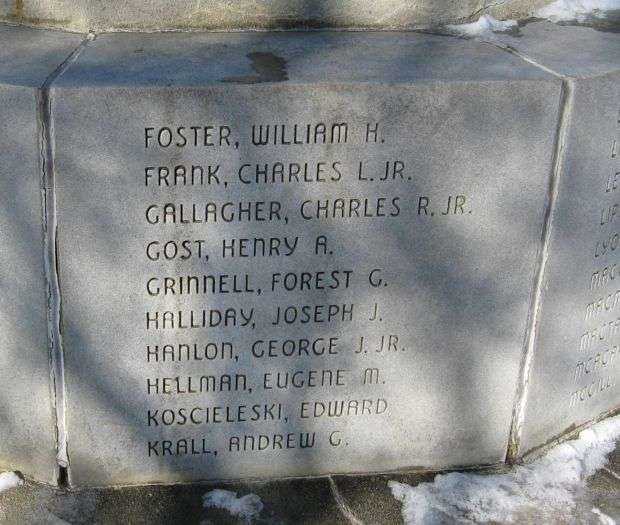 FOSTER, WILLIAM H.
FRANK, CHARLES L. JR.
GALLAGHER, CHARLES R. JR.
GOST, HENRY A.
GRINNELL, FOREST G.
HALLIDAY, JOSEPH J.
HANLON, GEORGE J. JR.
HELLMAN, EUGENE M.
KOSCIELESKI, EDWARD
KRALL, ANDREW G.